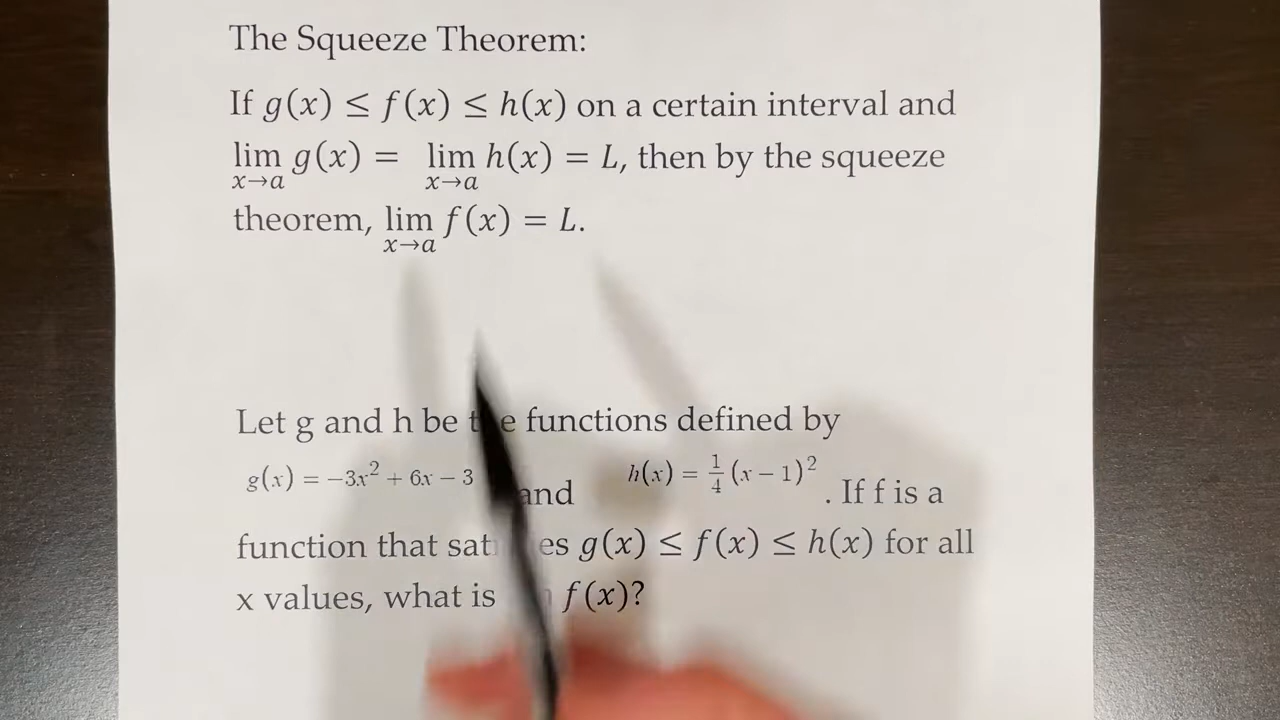 The Squeeze Theorem:
If g(x) ≤ f(x) ≤ h(x) on a certain interval and
lim x→a g(x) = lim x→a h(x) = L, then by the squeeze
theorem, lim x→a f(x) = L.
Let g and h be the functions defined by
g(x) = −3x² + 6x − 3 and h(x) = 1/4 (x − 1)² . If f is a
function that satisfies g(x) ≤ f(x) ≤ h(x) for all
x values, what is f(x)?